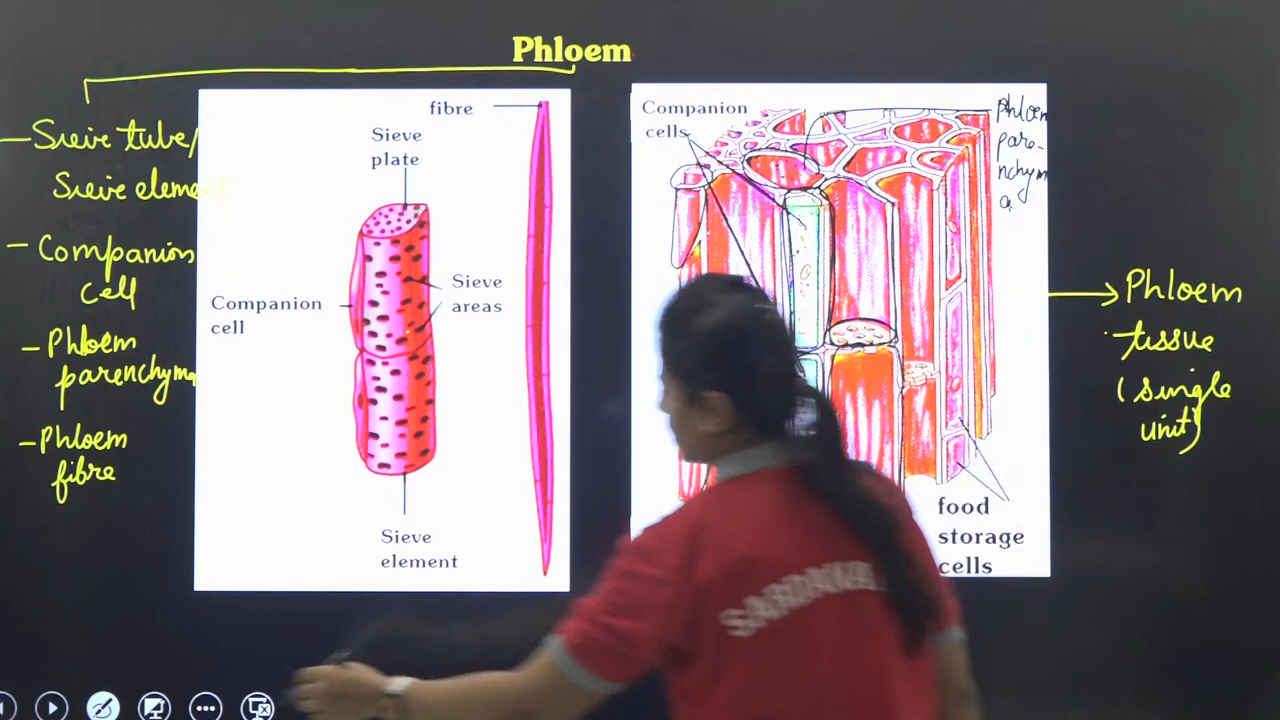 Phloem
Sieve tube/
Sieve element
Companion
cell
Phloem
parenchyma
Phloem
fibre
fibre
Sieve
plate
Sieve
areas
Companion
cell
Sieve
element
Companion
cells
phloem
pare-
nchym
a
food
storage
cells
Phloem
tissue
(single
unit)